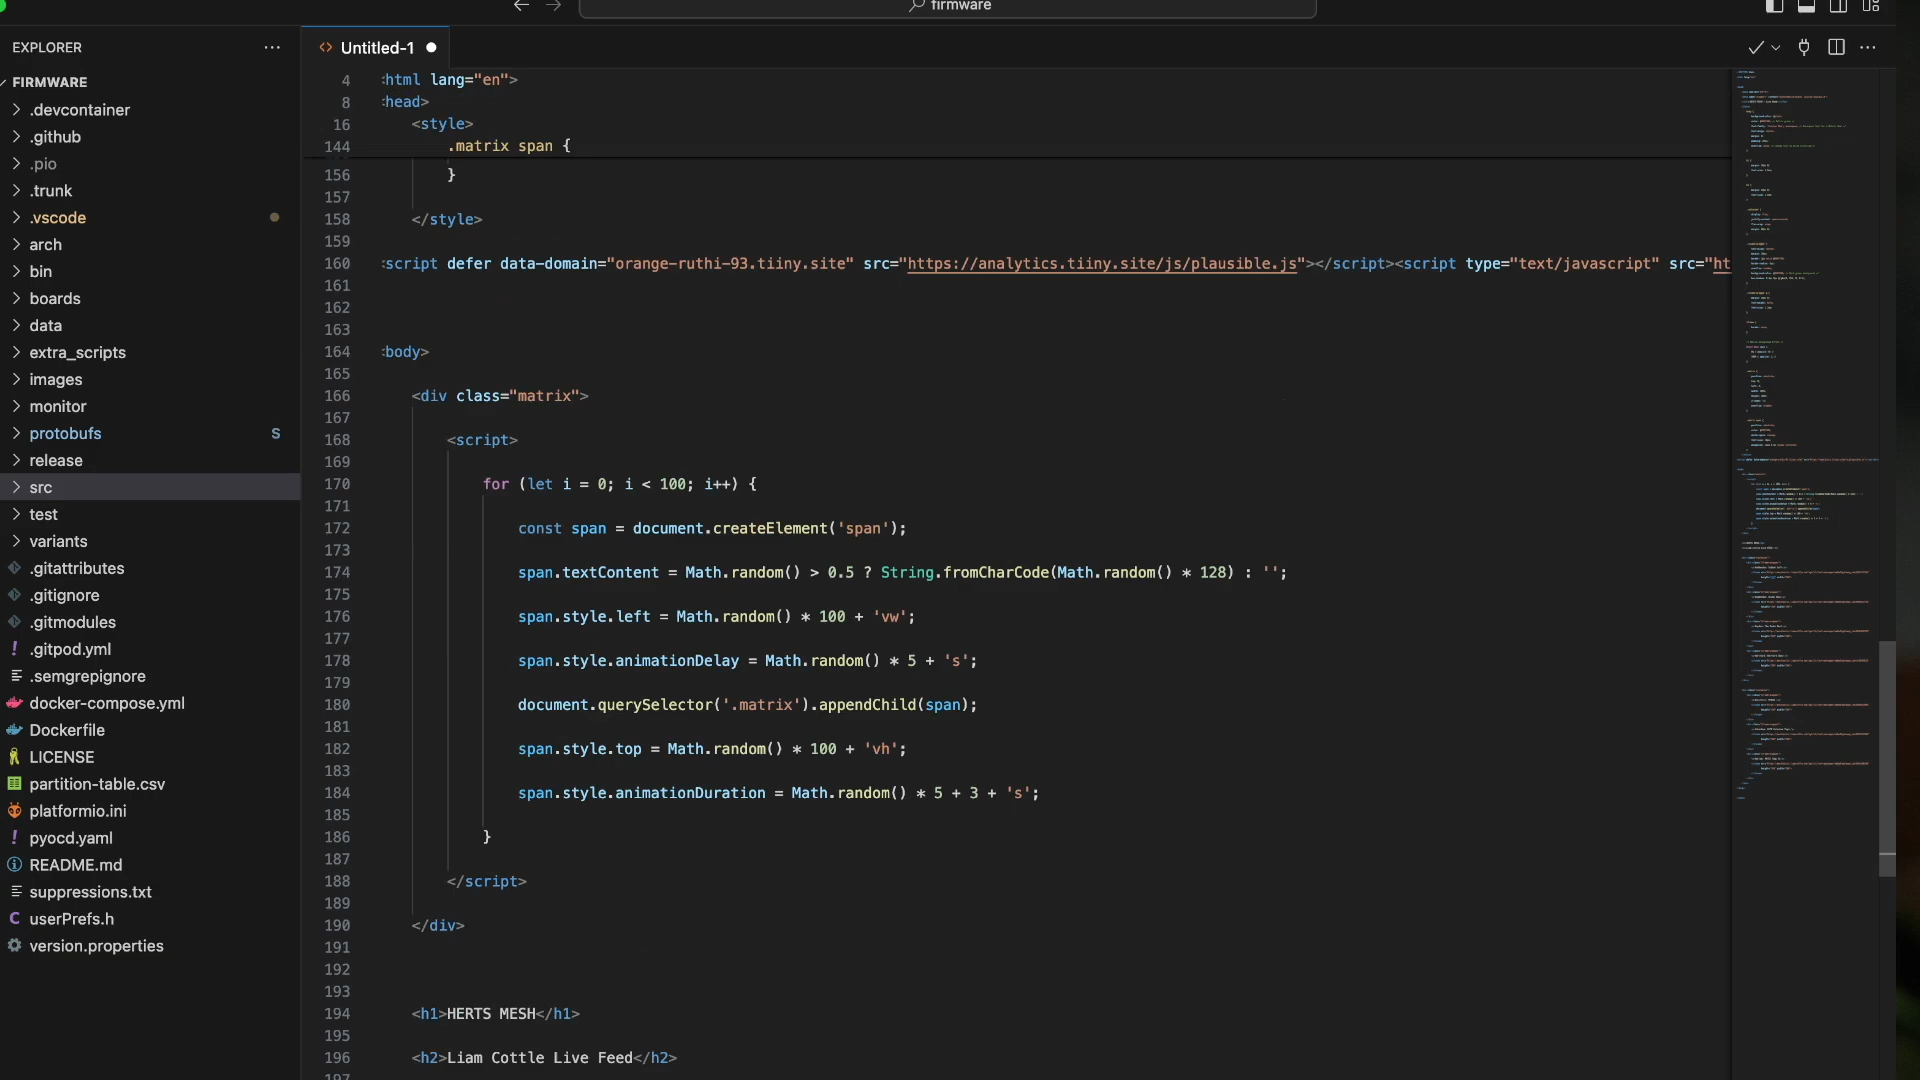 firmware
EXPLORER
Untitled-1
FIRMWARE
.devcontainer
.github
.pio
.trunk
.vscode
arch
bin
boards
data
extra_scripts
images
monitor
protobufs S
release
src
test
variants
.gitattributes
.gitignore
.gitmodules
.gitpod.yml
.semgrepignore
docker-compose.yml
Dockerfile
LICENSE
partition-table.csv
platformio.ini
pyocd.yaml
README.md
suppressions.txt
userPrefs.h
version.properties
4 html lang="en">
8 head>
16 <style>
144 .matrix span {
156 }
157
158 </style>
159
160 script defer data-domain="orange-ruthi-93.tiiny.site" src="https://analytics.tiiny.site/js/plausible.js"></script><script type="text/javascript" src="ht
161
162
163
164 body>
165
166 <div class="matrix">
167
168 <script>
169
170 for (let i = 0; i < 100; i++) {
171
172 const span = document.createElement('span');
173
174 span.textContent = Math.random() > 0.5 ? String.fromCharCode(Math.random() * 128) : '';
175
176 span.style.left = Math.random() * 100 + 'vw';
177
178 span.style.animationDelay = Math.random() * 5 + 's';
179
180 document.querySelector('.matrix').appendChild(span);
181
182 span.style.top = Math.random() * 100 + 'vh';
183
184 span.style.animationDuration = Math.random() * 5 + 3 + 's';
185
186 }
187
188 </script>
189
190 </div>
191
192
193
194 <h1>HERTS MESH</h1>
195
196 <h2>Liam Cottle Live Feed</h2>
197